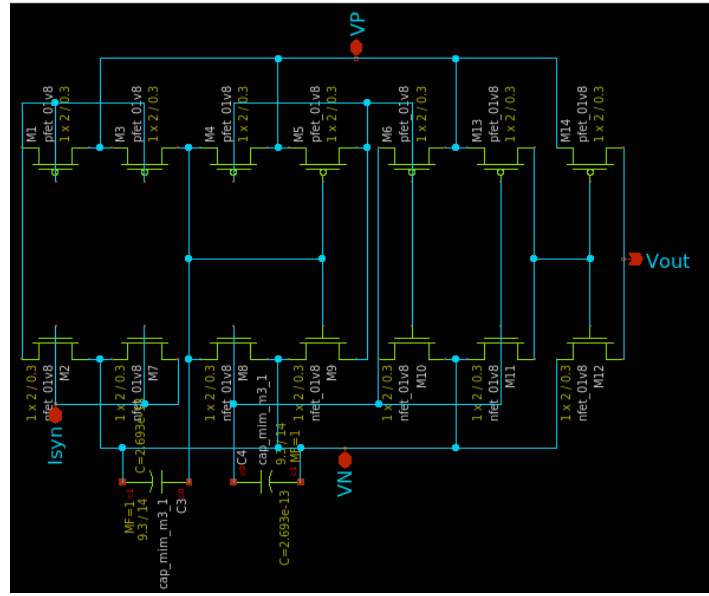 VP
M1
pfet_01v8
1 x 2 / 0.3
M3
pfet_01v8
1 x 2 / 0.3
M4
pfet_01v8
1 x 2 / 0.3
M5
pfet_01v8
1 x 2 / 0.3
M6
pfet_01v8
1 x 2 / 0.3
M13
pfet_01v8
1 x 2 / 0.3
M14
pfet_01v8
1 x 2 / 0.3
Vout
1 x 2 / 0.3
nfet_01v8
M2
1 x 2 / 0.3
nfet_01v8
M7
1 x 2 / 0.3
nfet_01v8
M8
1 x 2 / 0.3
nfet_01v8
M9
1 x 2 / 0.3
nfet_01v8
M10
1 x 2 / 0.3
nfet_01v8
M11
1 x 2 / 0.3
nfet_01v8
M12
Isyn
VN
MF=1
9.3 / 14
cap_mim_m3_1
C3
c1
c0
C4
cap_mim_m3_1
MF=1
c0
c1
C=2.693e-13